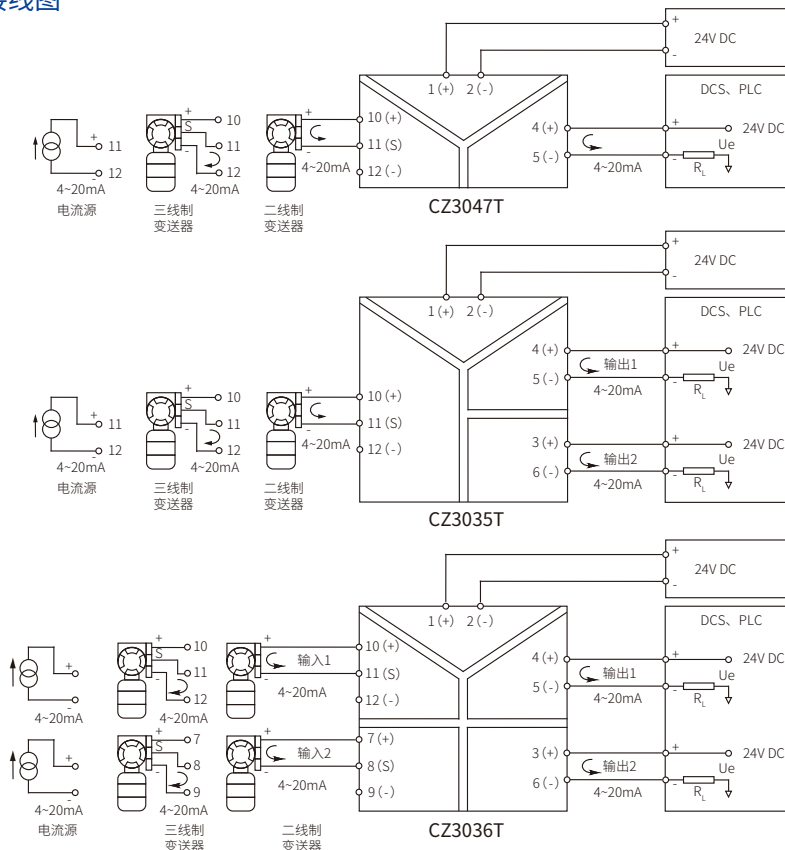 接线图
+
24V DC
-
1(+) 2(-)
DCS、PLC
+ 10
S
11
- 12
4~20mA
三线制
变送器
+ 11
- 12
4~20mA
电流源
+
-
4~20mA
二线制
变送器
10(+)
11(S)
12(-)
4(+)
5(-)
4~20mA
+ 24V DC
Ue
- RL
CZ3047T
+
24V DC
-
1(+) 2(-)
DCS、PLC
+ 11
- 12
4~20mA
电流源
+ 10
S
11
- 12
4~20mA
三线制
变送器
+
-
4~20mA
二线制
变送器
10(+)
11(S)
12(-)
4(+)
输出1
5(-)
4~20mA
+ 24V DC
Ue
- RL
3(+)
输出2
6(-)
4~20mA
+ 24V DC
Ue
- RL
CZ3035T
+
24V DC
-
1(+) 2(-)
DCS、PLC
+
-
4~20mA
+ 10
S
11
- 12
4~20mA
+
输入1
-
4~20mA
10(+)
11(S)
12(-)
4(+)
输出1
5(-)
4~20mA
+ 24V DC
Ue
- RL
+
-
4~20mA
电流源
+ 7
S
8
- 9
4~20mA
三线制
变送器
+
输入2
-
4~20mA
二线制
变送器
7(+)
8(S)
9(-)
3(+)
输出2
6(-)
4~20mA
+ 24V DC
Ue
- RL
CZ3036T